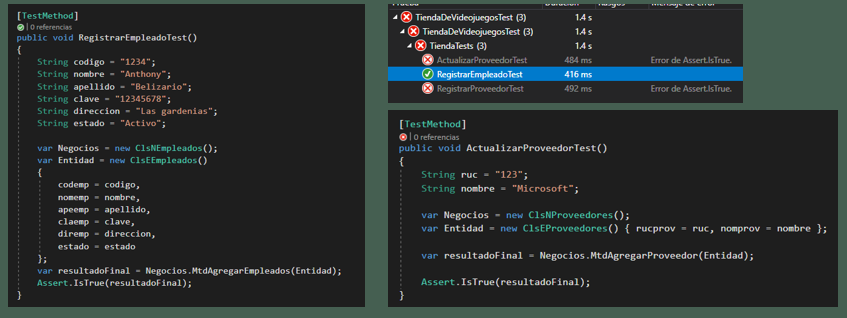 [TestMethod]
| 0 referencias
public void RegistrarEmpleadoTest()
{
String codigo = "1234";
String nombre = "Anthony";
String apellido = "Belizario";
String clave = "12345678";
String direccion = "Las gardenias";
String estado = "Activo";
var Negocios = new ClsNEmpleados();
var Entidad = new ClsEEmpleados()
{
codemp = codigo,
nomemp = nombre,
apeemp = apellido,
claemp = clave,
diremp = direccion,
estado = estado
};
var resultadoFinal = Negocios.MtdAgregarEmpleados(Entidad);
Assert.IsTrue(resultadoFinal);
}
TiendaDeVideojuegosTest (3) 1.4 s
TiendaDeVideojuegosTest (3) 1.4 s
TiendaTests (3) 1.4 s
ActualizarProveedorTest 484 ms Error de Assert.IsTrue.
RegistrarEmpleadoTest 416 ms
RegistrarProveedorTest 492 ms Error de Assert.IsTrue.
[TestMethod]
| 0 referencias
public void ActualizarProveedorTest()
{
String ruc = "123";
String nombre = "Microsoft";
var Negocios = new ClsNProveedores();
var Entidad = new ClsEProveedores() { rucprov = ruc, nomprov = nombre };
var resultadoFinal = Negocios.MtdAgregarProveedor(Entidad);
Assert.IsTrue(resultadoFinal);
}